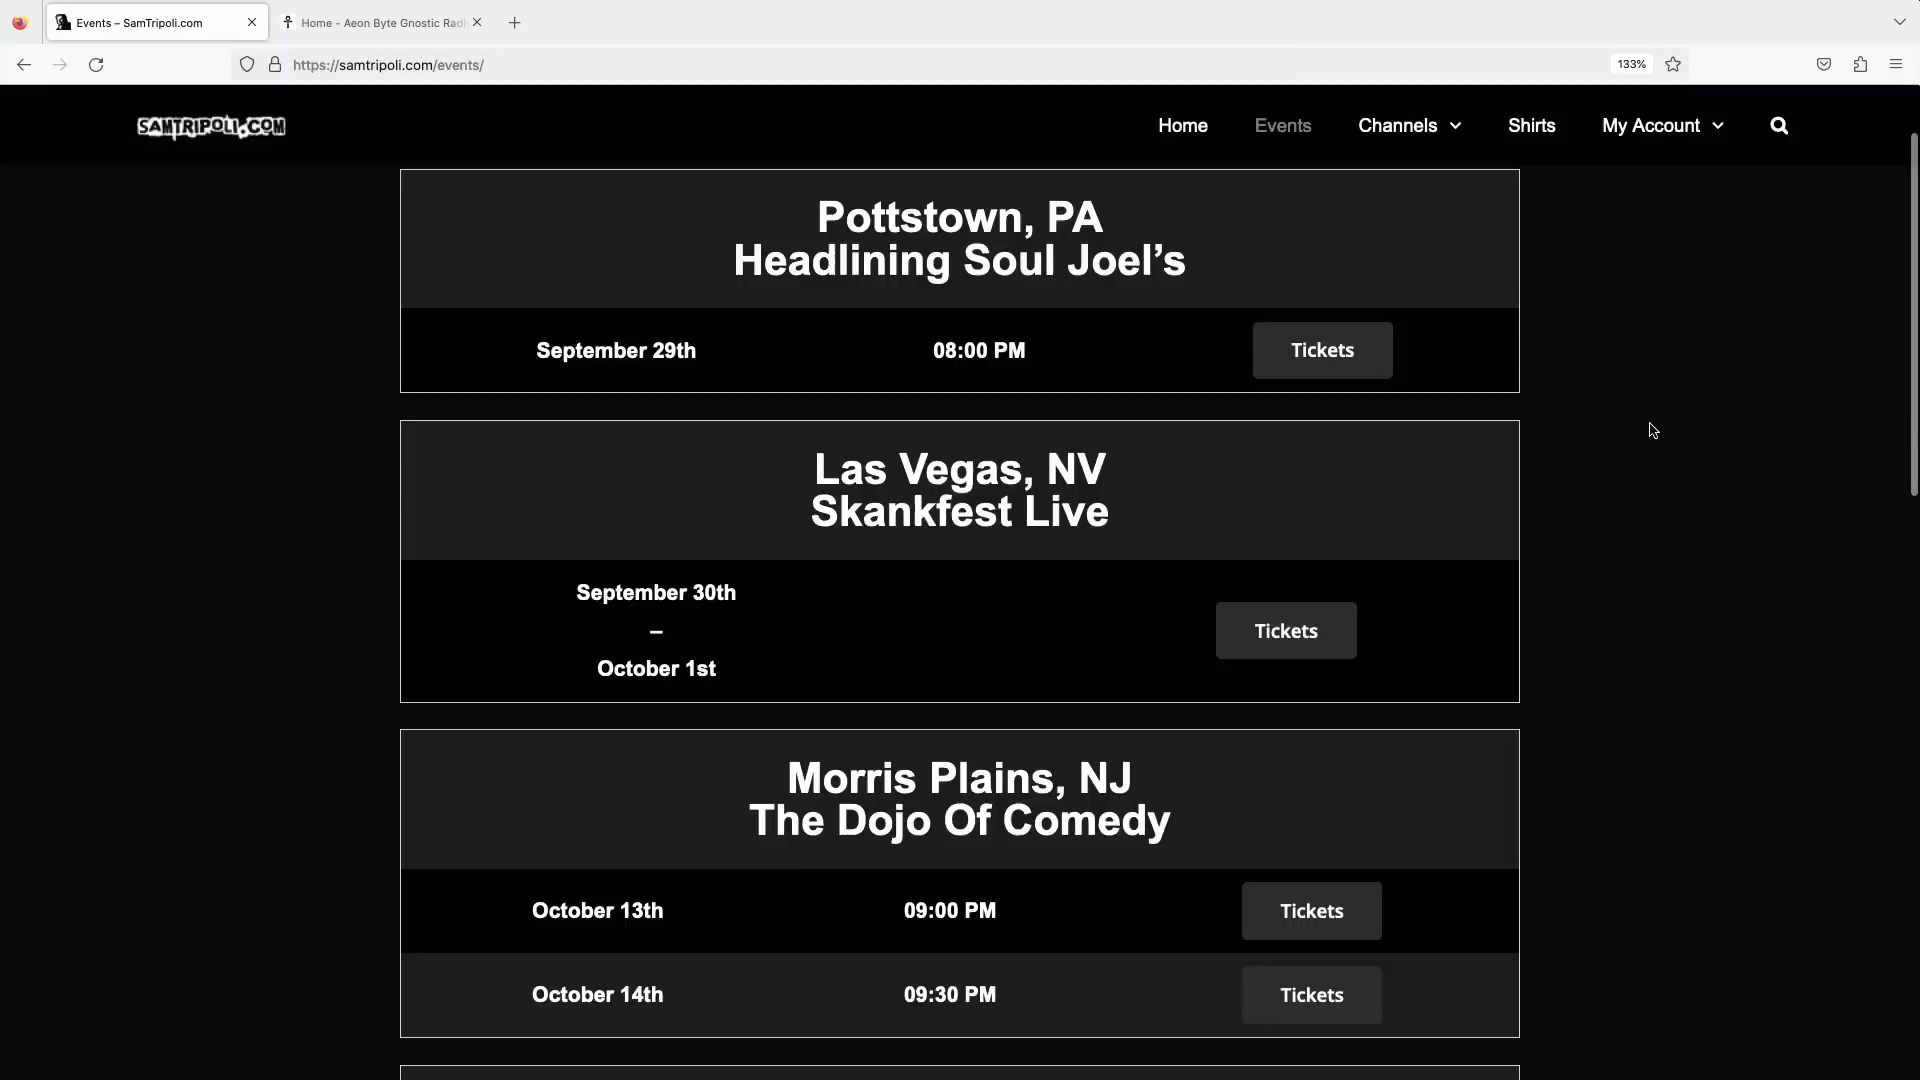 Events – SamTripoli.com
Home - Aeon Byte Gnostic Radi
https://samtripoli.com/events/
133%
SAMTRIPOLI.COM
Home
Events
Channels
Shirts
My Account
Pottstown, PA
Headlining Soul Joel’s
September 29th
08:00 PM
Tickets
Las Vegas, NV
Skankfest Live
September 30th
–
October 1st
Tickets
Morris Plains, NJ
The Dojo Of Comedy
October 13th
09:00 PM
Tickets
October 14th
09:30 PM
Tickets